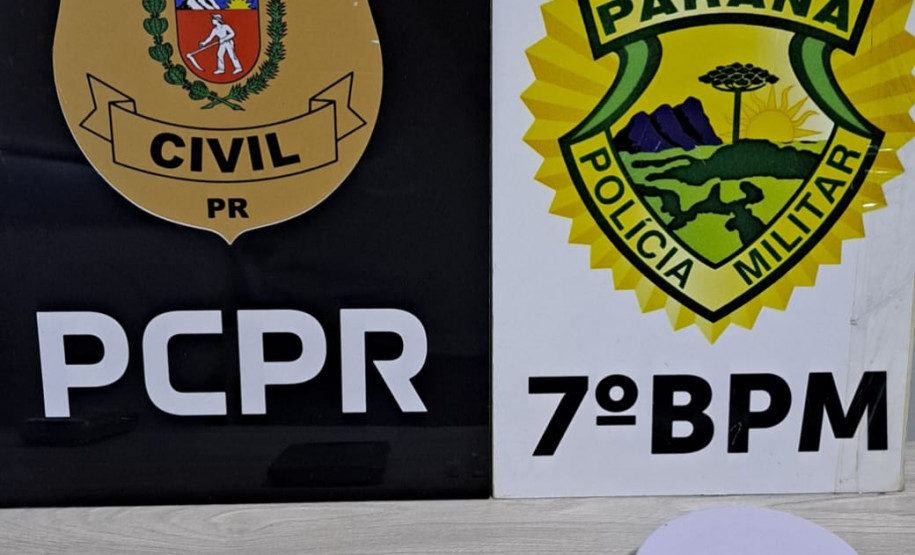 CIVIL
PR
PCPR
PARANÁ
POLÍCIA MILITAR
7ºBPM